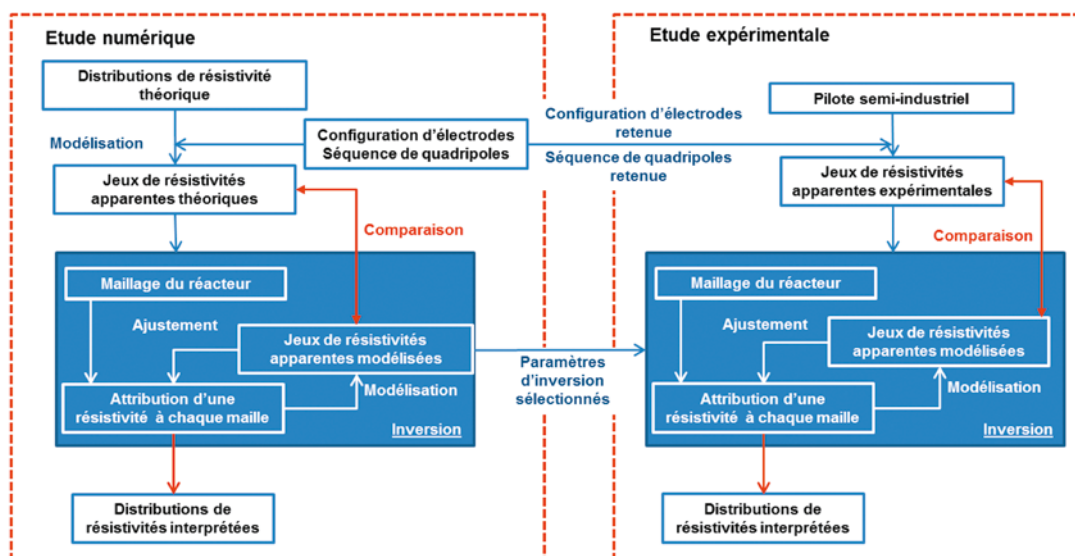 Etude numérique
Distributions de résistivité
théorique
Modélisation
Configuration d'électrodes
Séquence de quadripoles
Jeux de résistivités
apparentes théoriques
Comparaison
Maillage du réacteur
Ajustement
Jeux de résistivités
apparentes modélisées
Modélisation
Attribution d'une
résistivité à chaque maille
Inversion
Distributions de
résistivités interprétées
Configuration d'électrodes
retenue
Séquence de quadripoles
retenue
Paramètres
d'inversion
sélectionnés
Etude expérimentale
Pilote semi-industriel
Jeux de résistivités
apparentes expérimentales
Comparaison
Maillage du réacteur
Ajustement
Jeux de résistivités
apparentes modélisées
Modélisation
Attribution d'une
résistivité à chaque maille
Inversion
Distributions de
résistivités interprétées